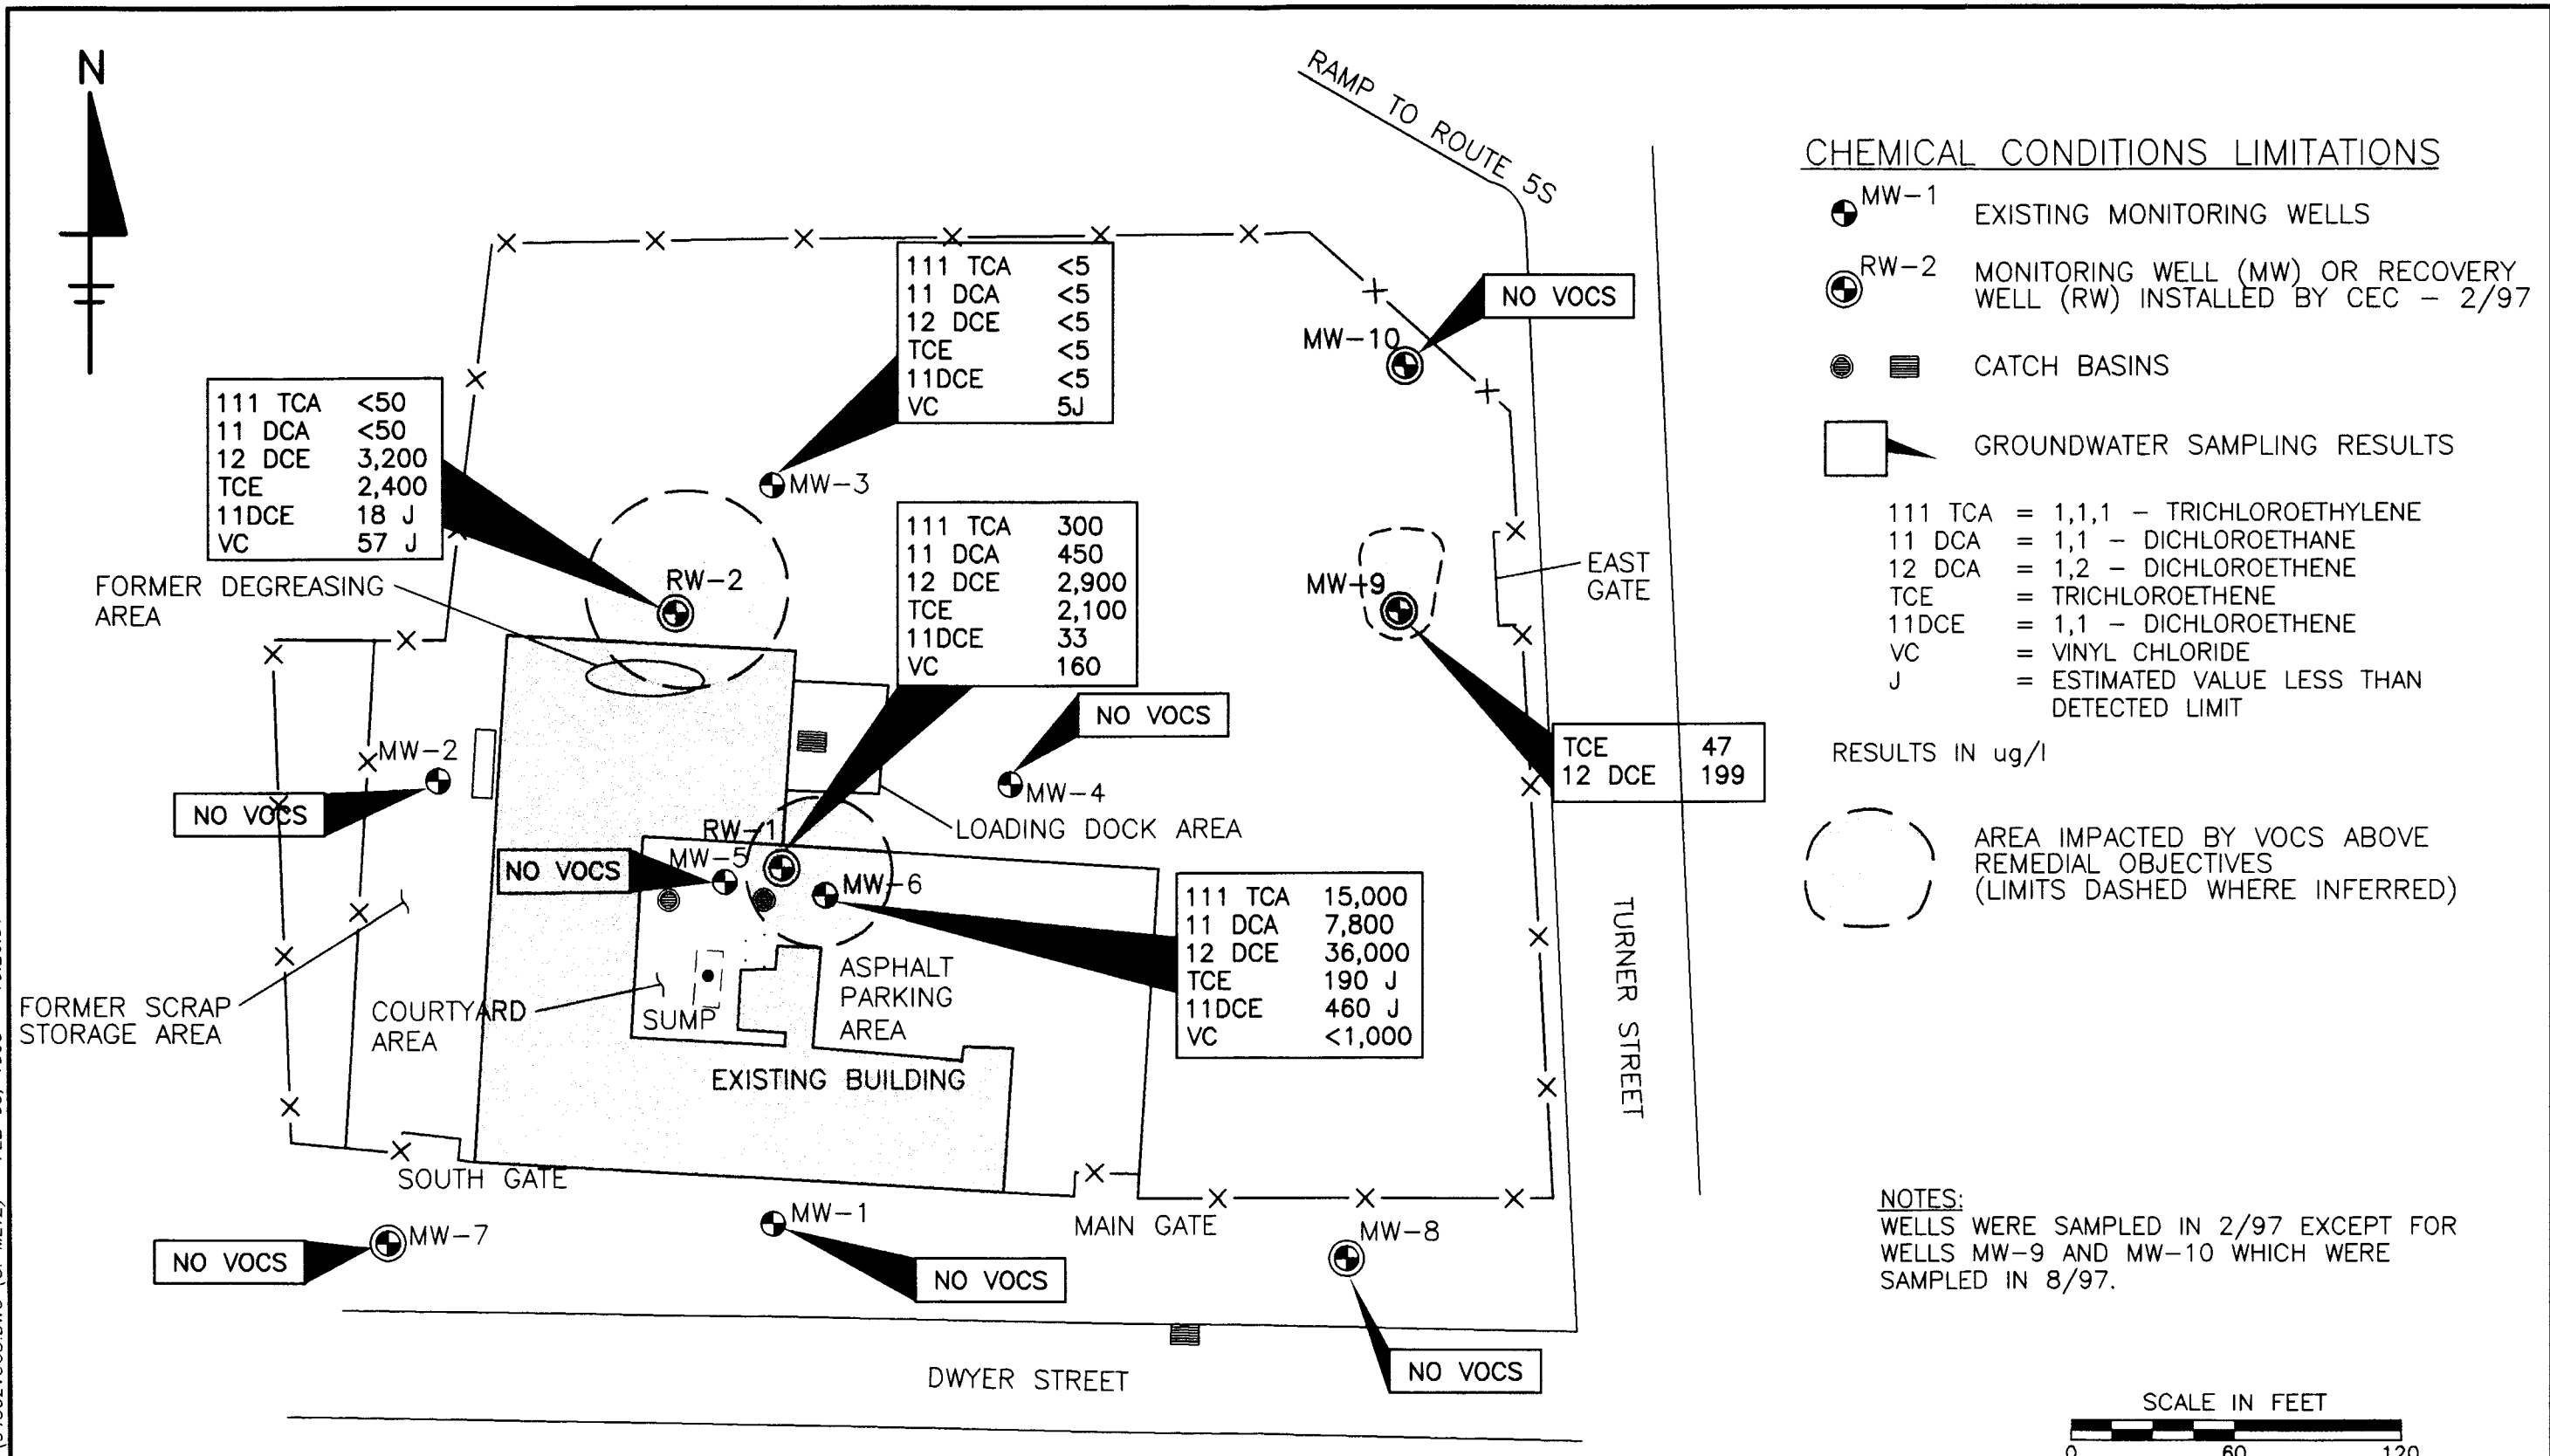 N
RAMP TO ROUTE 5S
111 TCA <5
11 DCA <5
12 DCE <5
TCE <5
11DCE <5
VC 5J
NO VOCS
MW-10
111 TCA <50
11 DCA <50
12 DCE 3,200
TCE 2,400
11DCE 18 J
VC 57 J
MW-3
111 TCA 300
11 DCA 450
12 DCE 2,900
TCE 2,100
11DCE 33
VC 160
FORMER DEGREASING
AREA
RW-2
MW-9
EAST
GATE
NO VOCS
MW-4
MW-2
NO VOCS
LOADING DOCK AREA
TCE 47
12 DCE 199
RW-1
MW-5
NO VOCS
MW-6
111 TCA 15,000
11 DCA 7,800
12 DCE 36,000
TCE 190 J
11DCE 460 J
VC <1,000
TURNER STREET
FORMER SCRAP
STORAGE AREA
COURTYARD
AREA
SUMP
ASPHALT
PARKING
AREA
EXISTING BUILDING
SOUTH GATE
MW-7
NO VOCS
MW-1
NO VOCS
MAIN GATE
MW-8
NO VOCS
DWYER STREET
CHEMICAL CONDITIONS LIMITATIONS
MW-1 EXISTING MONITORING WELLS
RW-2 MONITORING WELL (MW) OR RECOVERY
WELL (RW) INSTALLED BY CEC - 2/97
CATCH BASINS
GROUNDWATER SAMPLING RESULTS
111 TCA = 1,1,1 - TRICHLOROETHYLENE
11 DCA = 1,1 - DICHLOROETHANE
12 DCA = 1,2 - DICHLOROETHENE
TCE = TRICHLOROETHENE
11DCE = 1,1 - DICHLOROETHENE
VC = VINYL CHLORIDE
J = ESTIMATED VALUE LESS THAN
DETECTED LIMIT
RESULTS IN ug/l
AREA IMPACTED BY VOCS ABOVE
REMEDIAL OBJECTIVES
(LIMITS DASHED WHERE INFERRED)
NOTES:
WELLS WERE SAMPLED IN 2/97 EXCEPT FOR
WELLS MW-9 AND MW-10 WHICH WERE
SAMPLED IN 8/97.
SCALE IN FEET
0 60 120